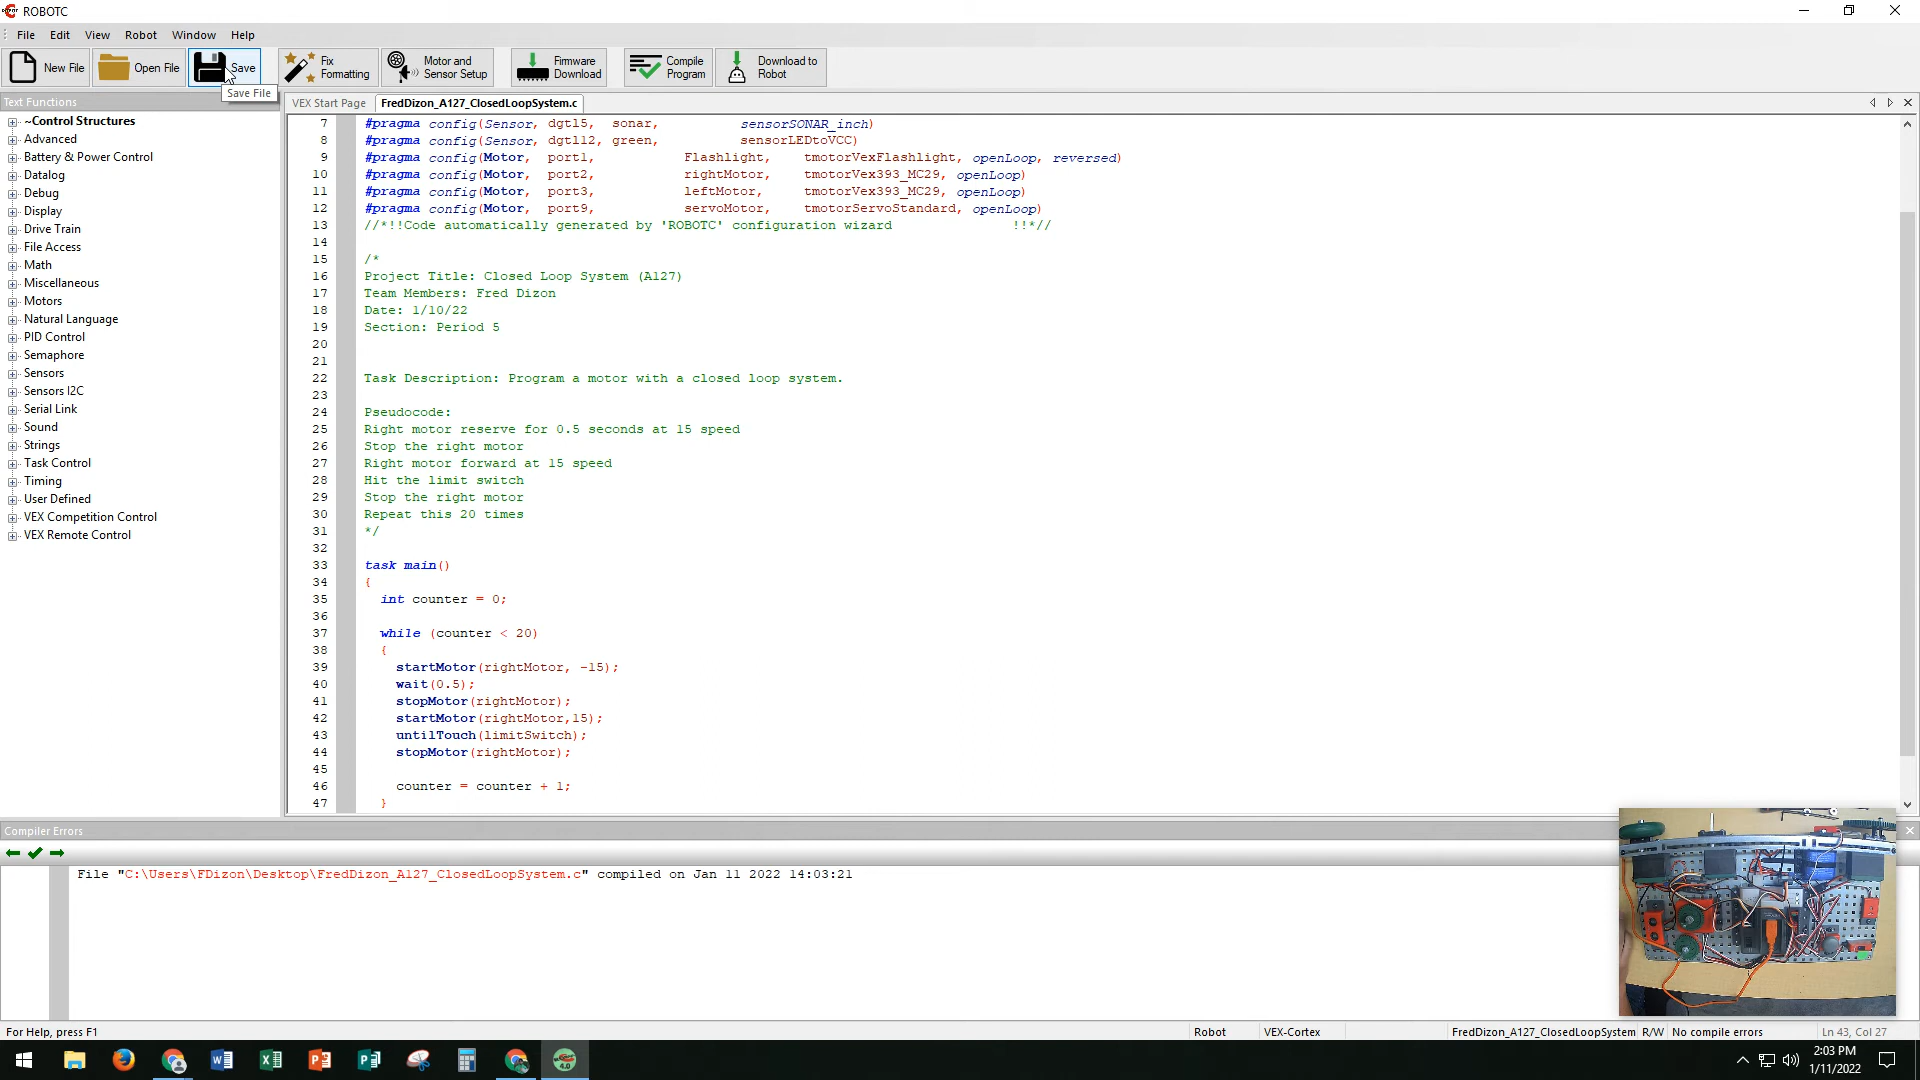 ROBOTC
File Edit View Robot Window Help
New File Open File Save Fix Formatting Motor and Sensor Setup Firmware Download Compile Program Download to Robot
Save File
Text Functions
~Control Structures
Advanced
Battery & Power Control
Datalog
Debug
Display
Drive Train
File Access
Math
Miscellaneous
Motors
Natural Language
PID Control
Semaphore
Sensors
Sensors I2C
Serial Link
Sound
Strings
Task Control
Timing
User Defined
VEX Competition Control
VEX Remote Control
VEX Start Page FredDizon_A127_ClosedLoopSystem.c
7 #pragma config(Sensor, dgtl5, sonar, sensorSONAR_inch)
8 #pragma config(Sensor, dgtl12, green, sensorLEDtoVCC)
9 #pragma config(Motor, port1, Flashlight, tmotorVexFlashlight, openLoop, reversed)
10 #pragma config(Motor, port2, rightMotor, tmotorVex393_MC29, openLoop)
11 #pragma config(Motor, port3, leftMotor, tmotorVex393_MC29, openLoop)
12 #pragma config(Motor, port9, servoMotor, tmotorServoStandard, openLoop)
13 //*!!Code automatically generated by 'ROBOTC' configuration wizard !!*//
14
15 /*
16 Project Title: Closed Loop System (A127)
17 Team Members: Fred Dizon
18 Date: 1/10/22
19 Section: Period 5
20
21
22 Task Description: Program a motor with a closed loop system.
23
24 Pseudocode:
25 Right motor reserve for 0.5 seconds at 15 speed
26 Stop the right motor
27 Right motor forward at 15 speed
28 Hit the limit switch
29 Stop the right motor
30 Repeat this 20 times
31 */
32
33 task main()
34 {
35 int counter = 0;
36
37 while (counter < 20)
38 {
39 startMotor(rightMotor, -15);
40 wait(0.5);
41 stopMotor(rightMotor);
42 startMotor(rightMotor,15);
43 untilTouch(limitSwitch);
44 stopMotor(rightMotor);
45
46 counter = counter + 1;
47 }
Compiler Errors
File "C:\Users\FDizon\Desktop\FredDizon_A127_ClosedLoopSystem.c" compiled on Jan 11 2022 14:03:21
For Help, press F1 Robot VEX-Cortex FredDizon_A127_ClosedLoopSystem R/W No compile errors Ln 43, Col 27
4.0
2:03 PM
1/11/2022